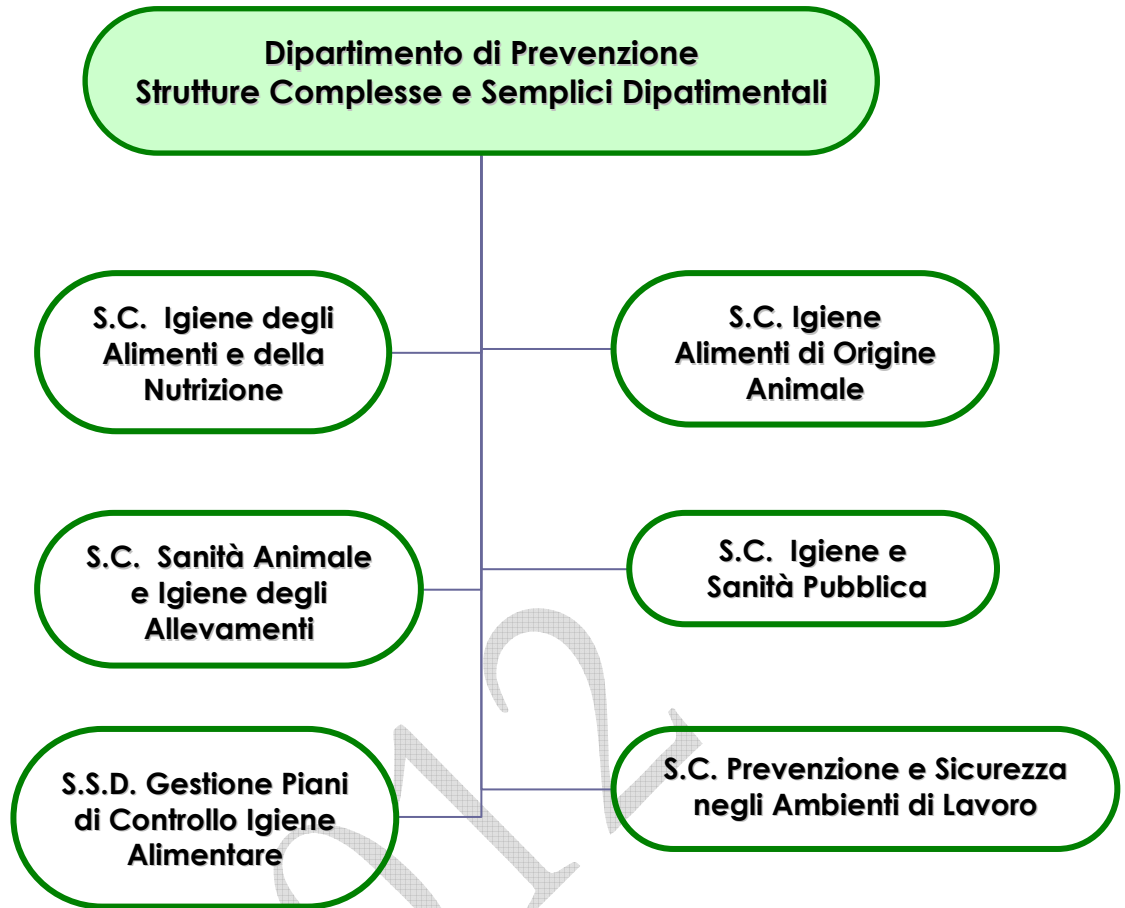 Dipartimento di Prevenzione
Strutture Complesse e Semplici Dipatimentali
S.C. Igiene degli
Alimenti e della
Nutrizione
S.C. Igiene
Alimenti di Origine
Animale
S.C. Sanità Animale
e Igiene degli
Allevamenti
S.C. Igiene e
Sanità Pubblica
S.S.D. Gestione Piani
di Controllo Igiene
Alimentare
S.C. Prevenzione e Sicurezza
negli Ambienti di Lavoro